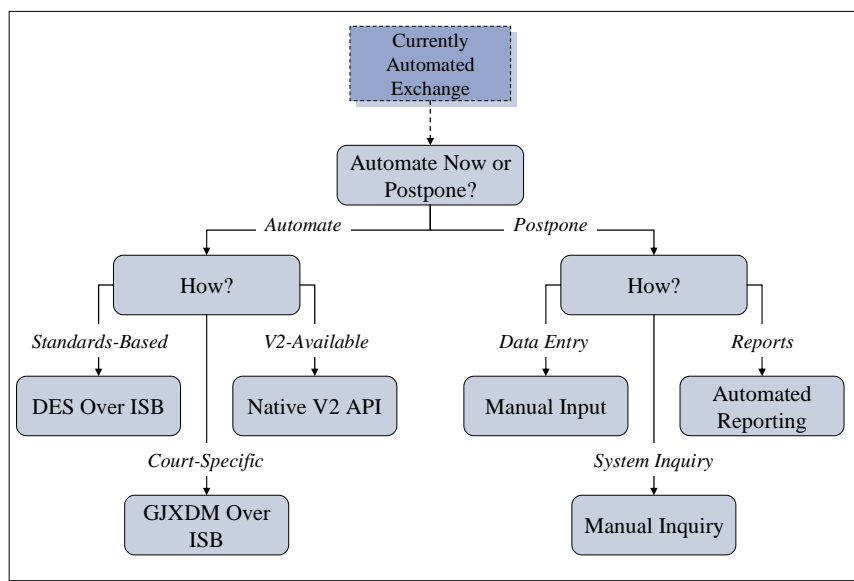 Currently
Automated
Exchange
Automate Now or
Postpone?
Automate
Postpone
How?
How?
Standards-Based
V2-Available
Data Entry
Reports
DES Over ISB
Native V2 API
Manual Input
Automated
Reporting
Court-Specific
System Inquiry
GJXDM Over
ISB
Manual Inquiry